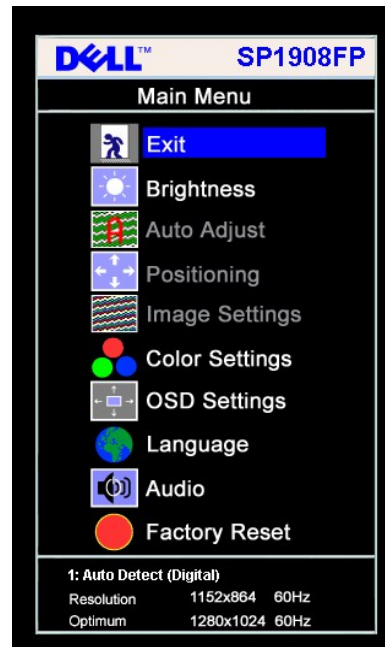 DELL™ SP1908FP
Main Menu
Exit
Brightness
Auto Adjust
Positioning
Image Settings
Color Settings
OSD Settings
Language
Audio
Factory Reset
1: Auto Detect (Digital)
Resolution 1152x864 60Hz
Optimum 1280x1024 60Hz